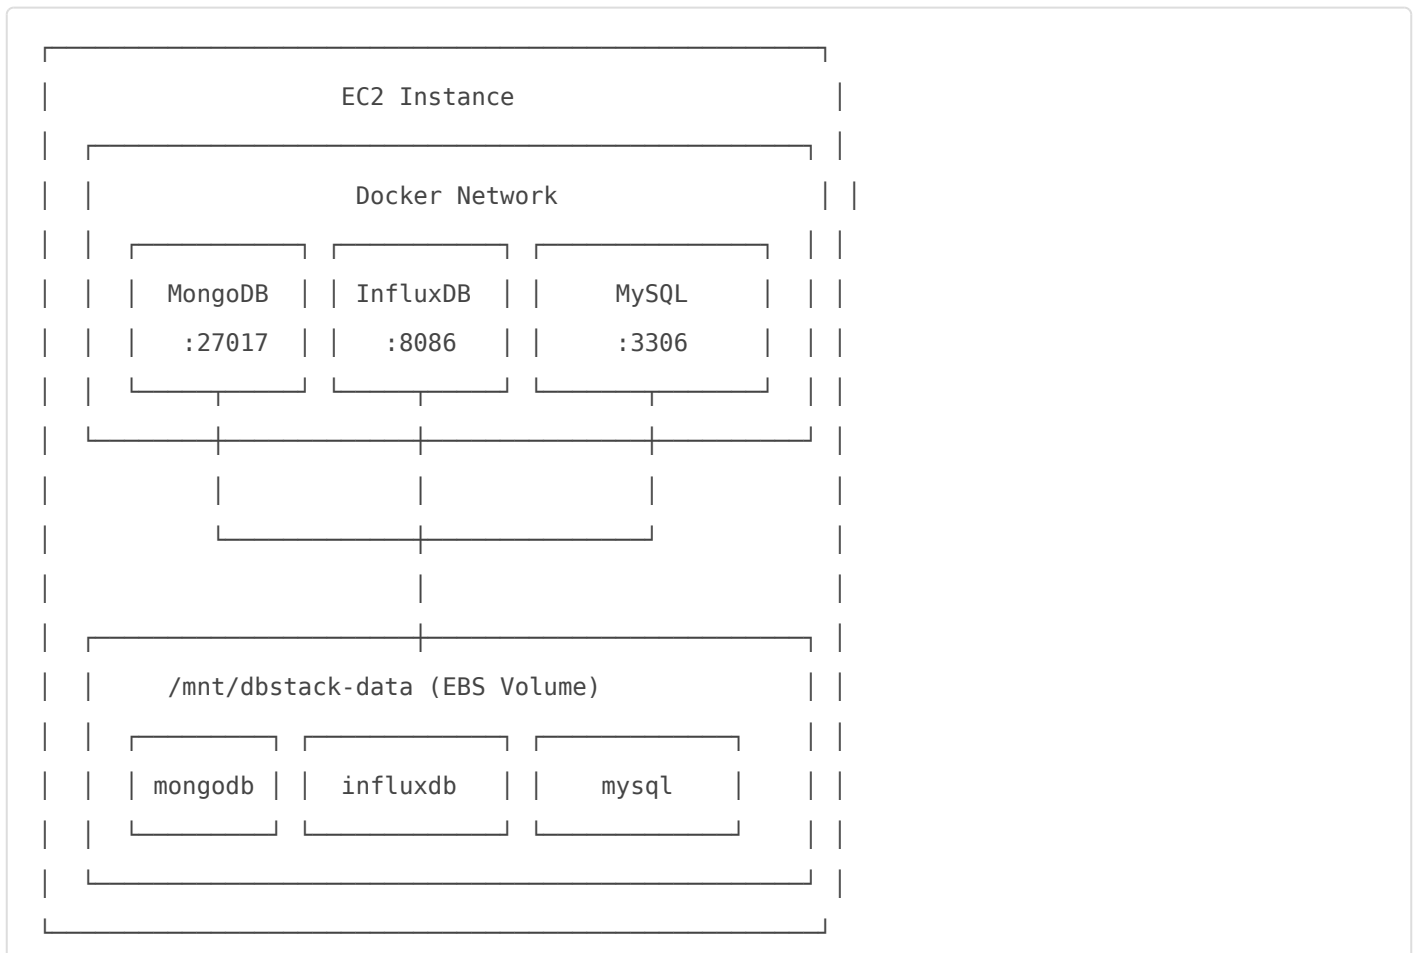 EC2 Instance
Docker Network
MongoDB InfluxDB MySQL
:27017 :8086 :3306
/mnt/dbstack-data (EBS Volume)
mongodb influxdb mysql